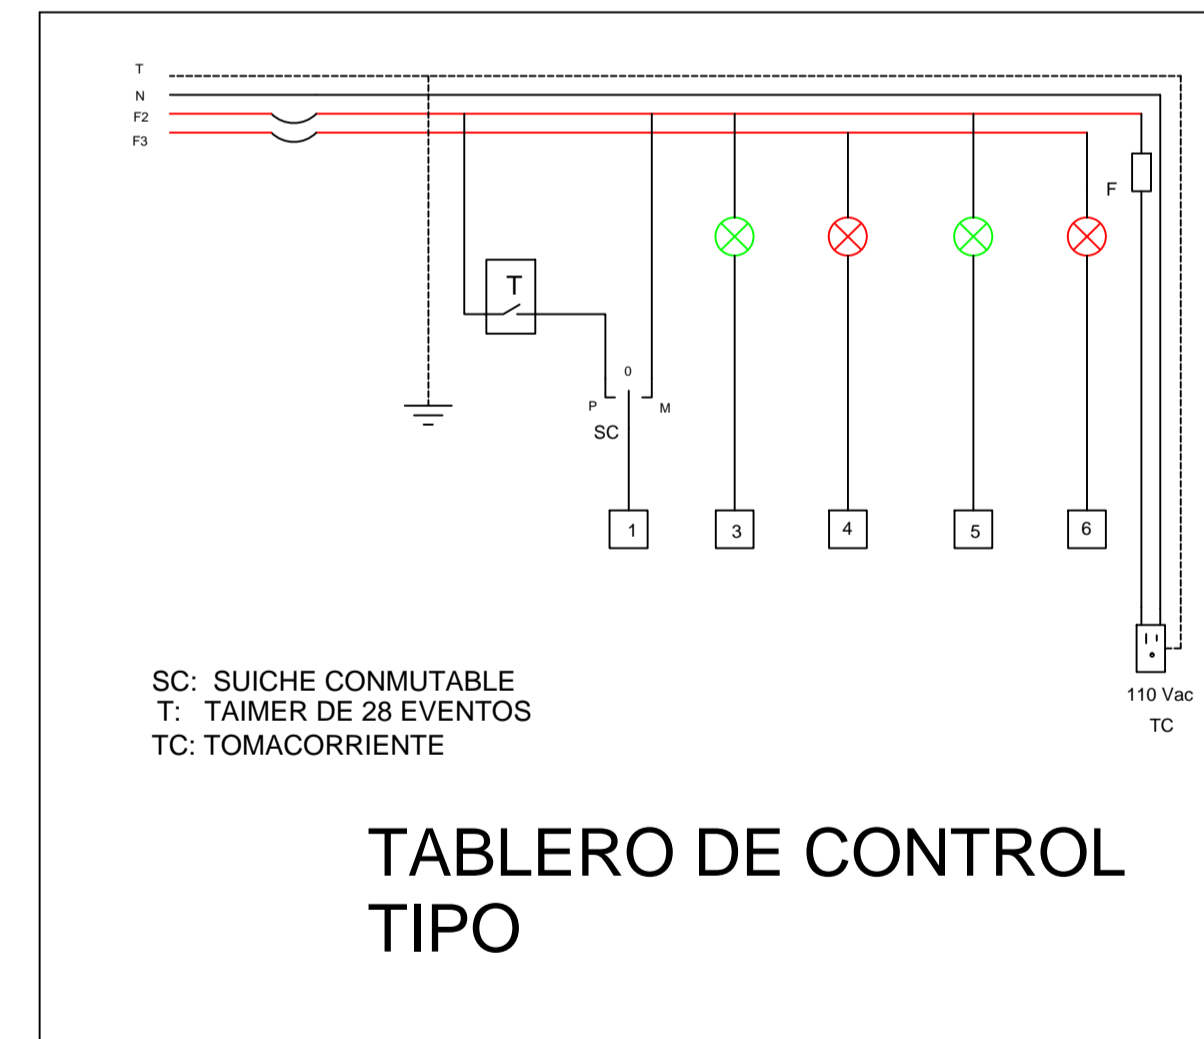 T
N
F2
F3
F
T
0
P
M
SC
1
3
4
5
6
110 Vac
TC
SC: SUICHE CONMUTABLE
T: TAIMER DE 28 EVENTOS
TC: TOMACORRIENTE
TABLERO DE CONTROL
TIPO